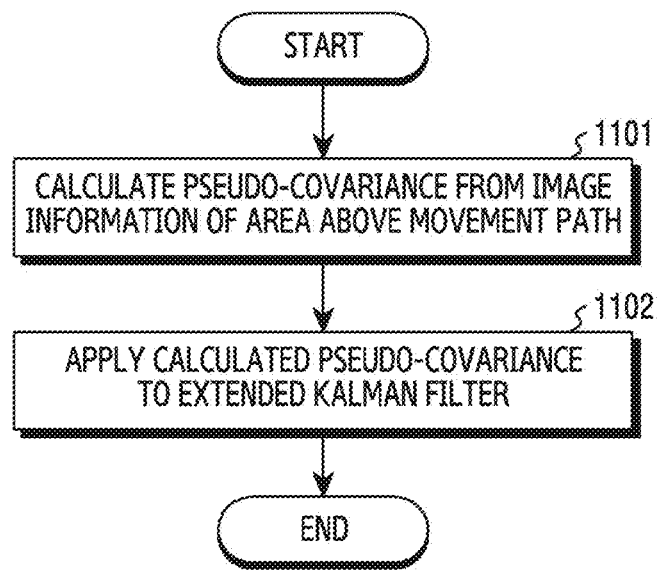 START
1101
CALCULATE PSEUDO-COVARIANCE FROM IMAGE
INFORMATION OF AREA ABOVE MOVEMENT PATH
1102
APPLY CALCULATED PSEUDO-COVARIANCE
TO EXTENDED KALMAN FILTER
END